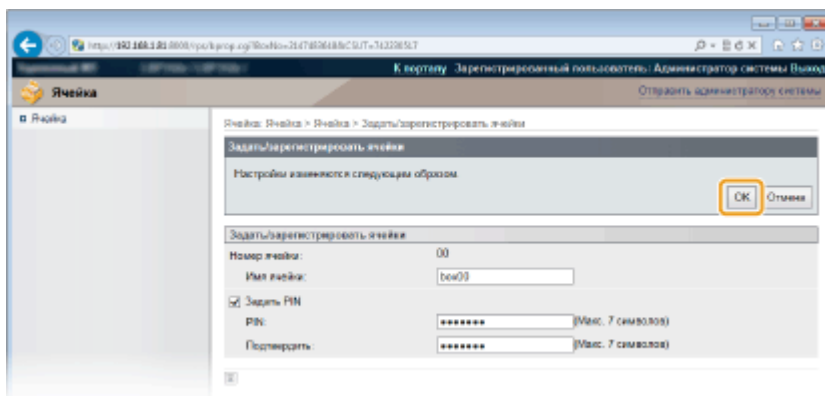 К порталу Зарегистрированный пользователь: Администратор системы Выход
Ячейка
Отправить администратору системы
Ячейка
Ячейка: Ячейка > Ячейка > Задать/зарегистрировать ячейки
Задать/зарегистрировать ячейки
Настройки изменяются следующим образом.
OK Отмена
Задать/зарегистрировать ячейки
Номер ячейки: 00
Имя ячейки: box00
Задать PIN
PIN: ••••••• (Макс. 7 символов)
Подтвердить: ••••••• (Макс. 7 символов)